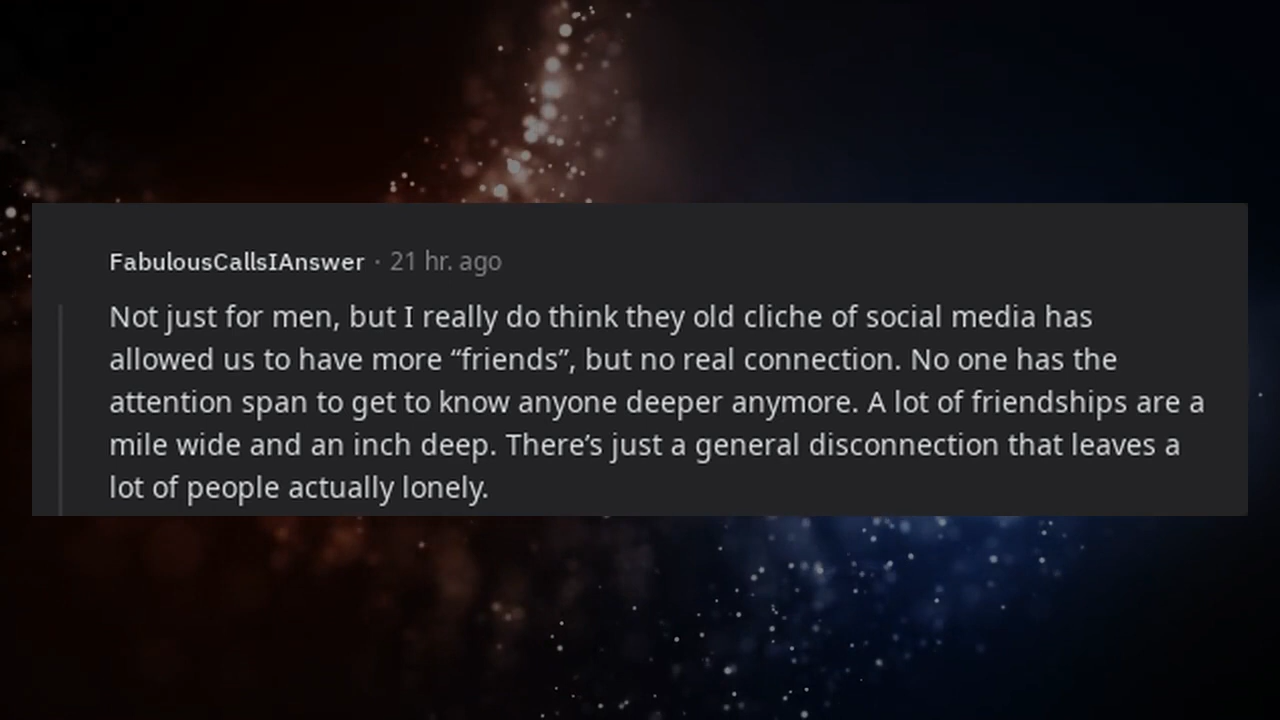 FabulousCallsIAnswer · 21 hr. ago
Not just for men, but I really do think they old cliche of social media has
allowed us to have more “friends”, but no real connection. No one has the
attention span to get to know anyone deeper anymore. A lot of friendships are a
mile wide and an inch deep. There’s just a general disconnection that leaves a
lot of people actually lonely.